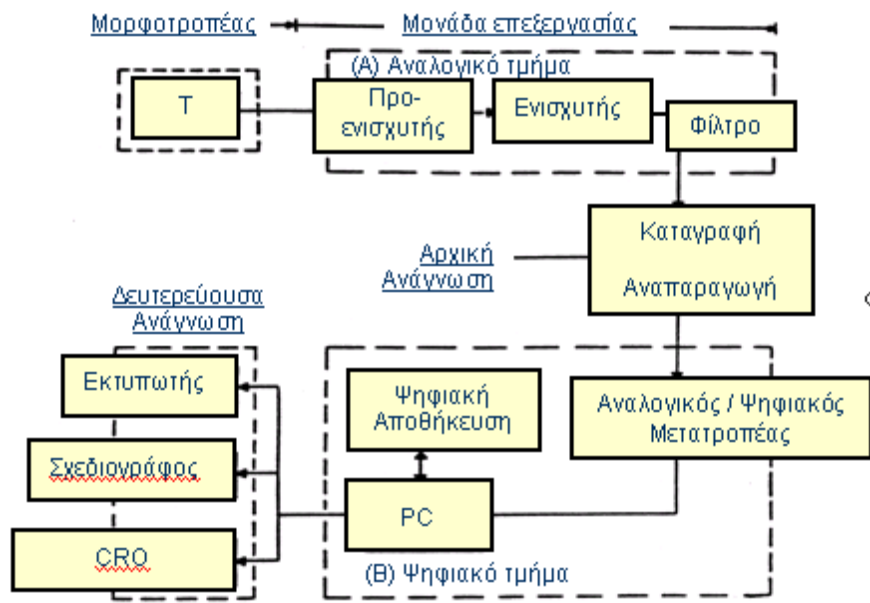 Μορφοτροπέας
Μονάδα επεξεργασίας
(Α) Αναλογικό τμήμα
Τ
Προ-
ενισχυτής
Ενισχυτής
Φίλτρο
Καταγραφή
Αναπαραγωγή
Αρχική
Ανάγνωση
Δευτερεύουσα
Ανάγνωση
Εκτυπωτής
Ψηφιακή
Αποθήκευση
Αναλογικός / Ψηφιακός
Μετατροπέας
Σχεδιογράφος
PC
CRO
(Β) Ψηφιακό τμήμα